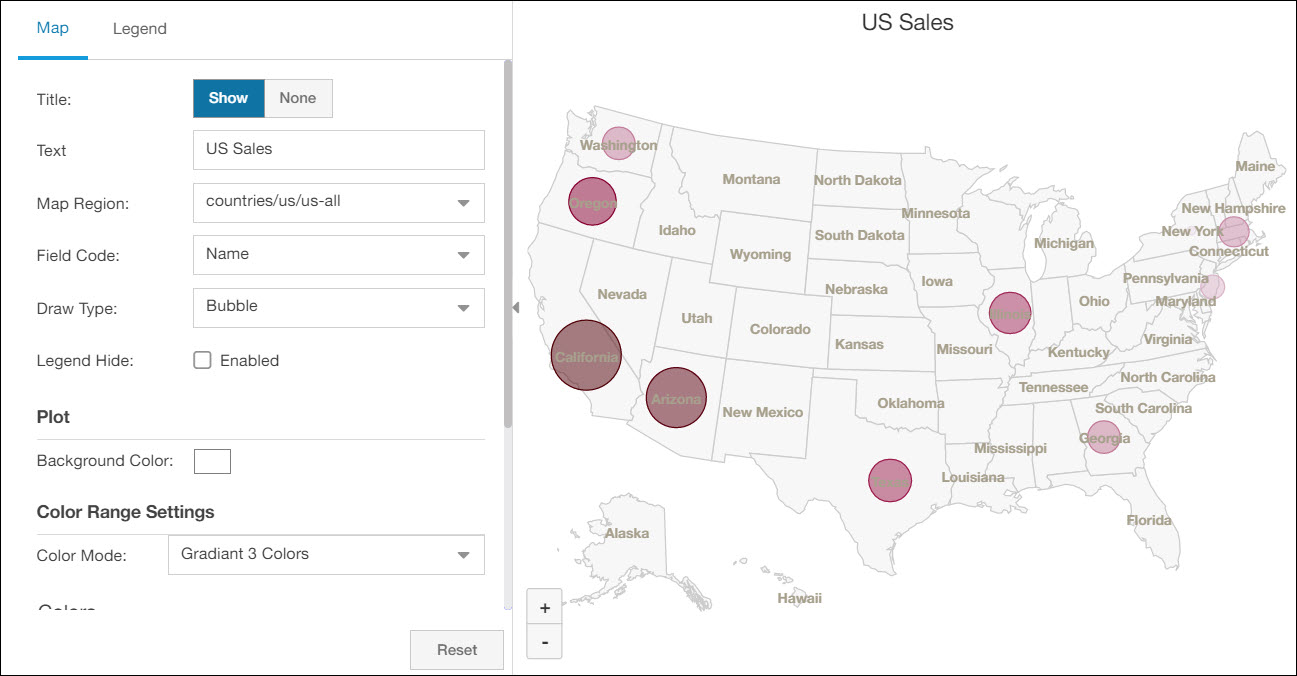 Map
Legend
Title:
Show
None
Text
US Sales
Map Region:
countries/us/us-all
Field Code:
Name
Draw Type:
Bubble
Legend Hide:
Enabled
Plot
Background Color:
Color Range Settings
Color Mode:
Gradiant 3 Colors
Colors
Reset
US Sales
Washington
Montana
North Dakota
Maine
Oregon
Minnesota
New Hampshire
Idaho
South Dakota
Michigan
New York
Wyoming
Connecticut
Nevada
Nebraska
Iowa
Pennsylvania
Utah
Colorado
Illinois
Ohio
Maryland
California
Kansas
Missouri
Kentucky
Virginia
Arizona
New Mexico
Oklahoma
Tennessee
North Carolina
South Carolina
Mississippi
Georgia
Texas
Louisiana
Alaska
Florida
Hawaii
+
-